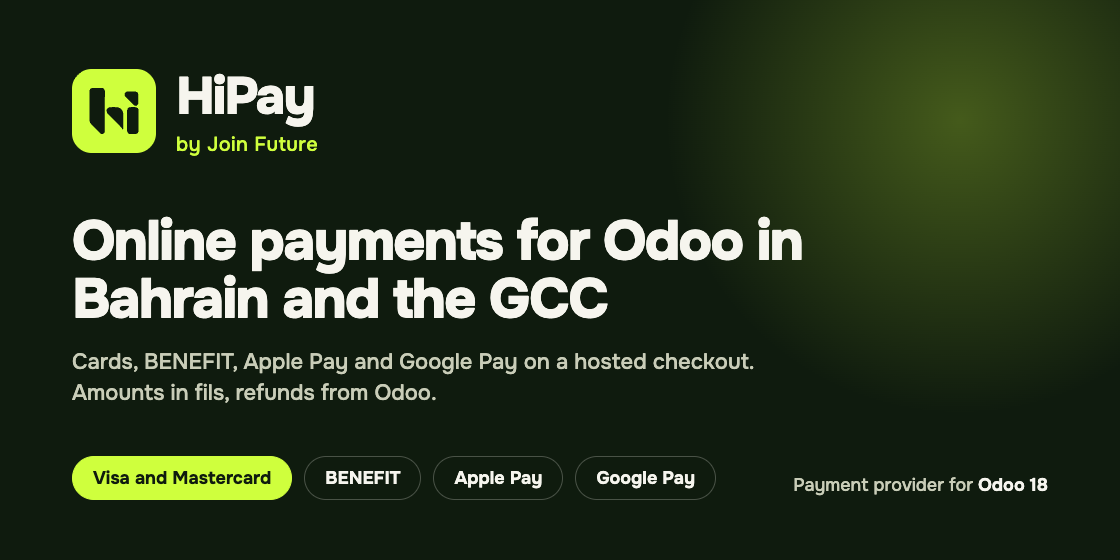 hi
HiPay
by Join Future
Online payments for Odoo in
Bahrain and the GCC
Cards, BENEFIT, Apple Pay and Google Pay on a hosted checkout.
Amounts in fils, refunds from Odoo.
Visa and Mastercard
BENEFIT
Apple Pay
Google Pay
Payment provider for Odoo 18